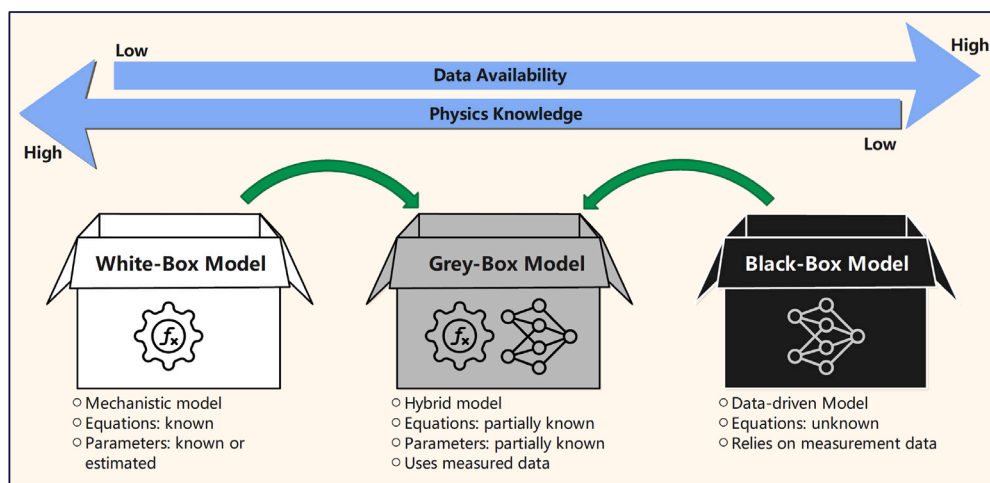 Low
High
Data Availability
Physics Knowledge
High
Low
White-Box Model
Grey-Box Model
Black-Box Model
fx
fx
○ Mechanistic model
○ Equations: known
○ Parameters: known or
estimated
○ Hybrid model
○ Equations: partially known
○ Parameters: partially known
○ Uses measured data
○ Data-driven Model
○ Equations: unknown
○ Relies on measurement data